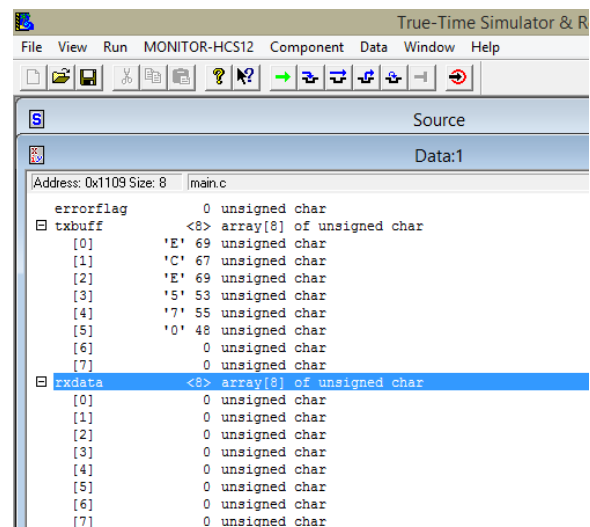 True-Time Simulator & R
File View Run MONITOR-HCS12 Component Data Window Help
S Source
Data:1
Address: 0x1109 Size: 8 main.c
errorflag 0 unsigned char
txbuff <8> array[8] of unsigned char
[0] 'E' 69 unsigned char
[1] 'C' 67 unsigned char
[2] 'E' 69 unsigned char
[3] '5' 53 unsigned char
[4] '7' 55 unsigned char
[5] '0' 48 unsigned char
[6] 0 unsigned char
[7] 0 unsigned char
rxdata <8> array[8] of unsigned char
[0] 0 unsigned char
[1] 0 unsigned char
[2] 0 unsigned char
[3] 0 unsigned char
[4] 0 unsigned char
[5] 0 unsigned char
[6] 0 unsigned char
[7] 0 unsigned char